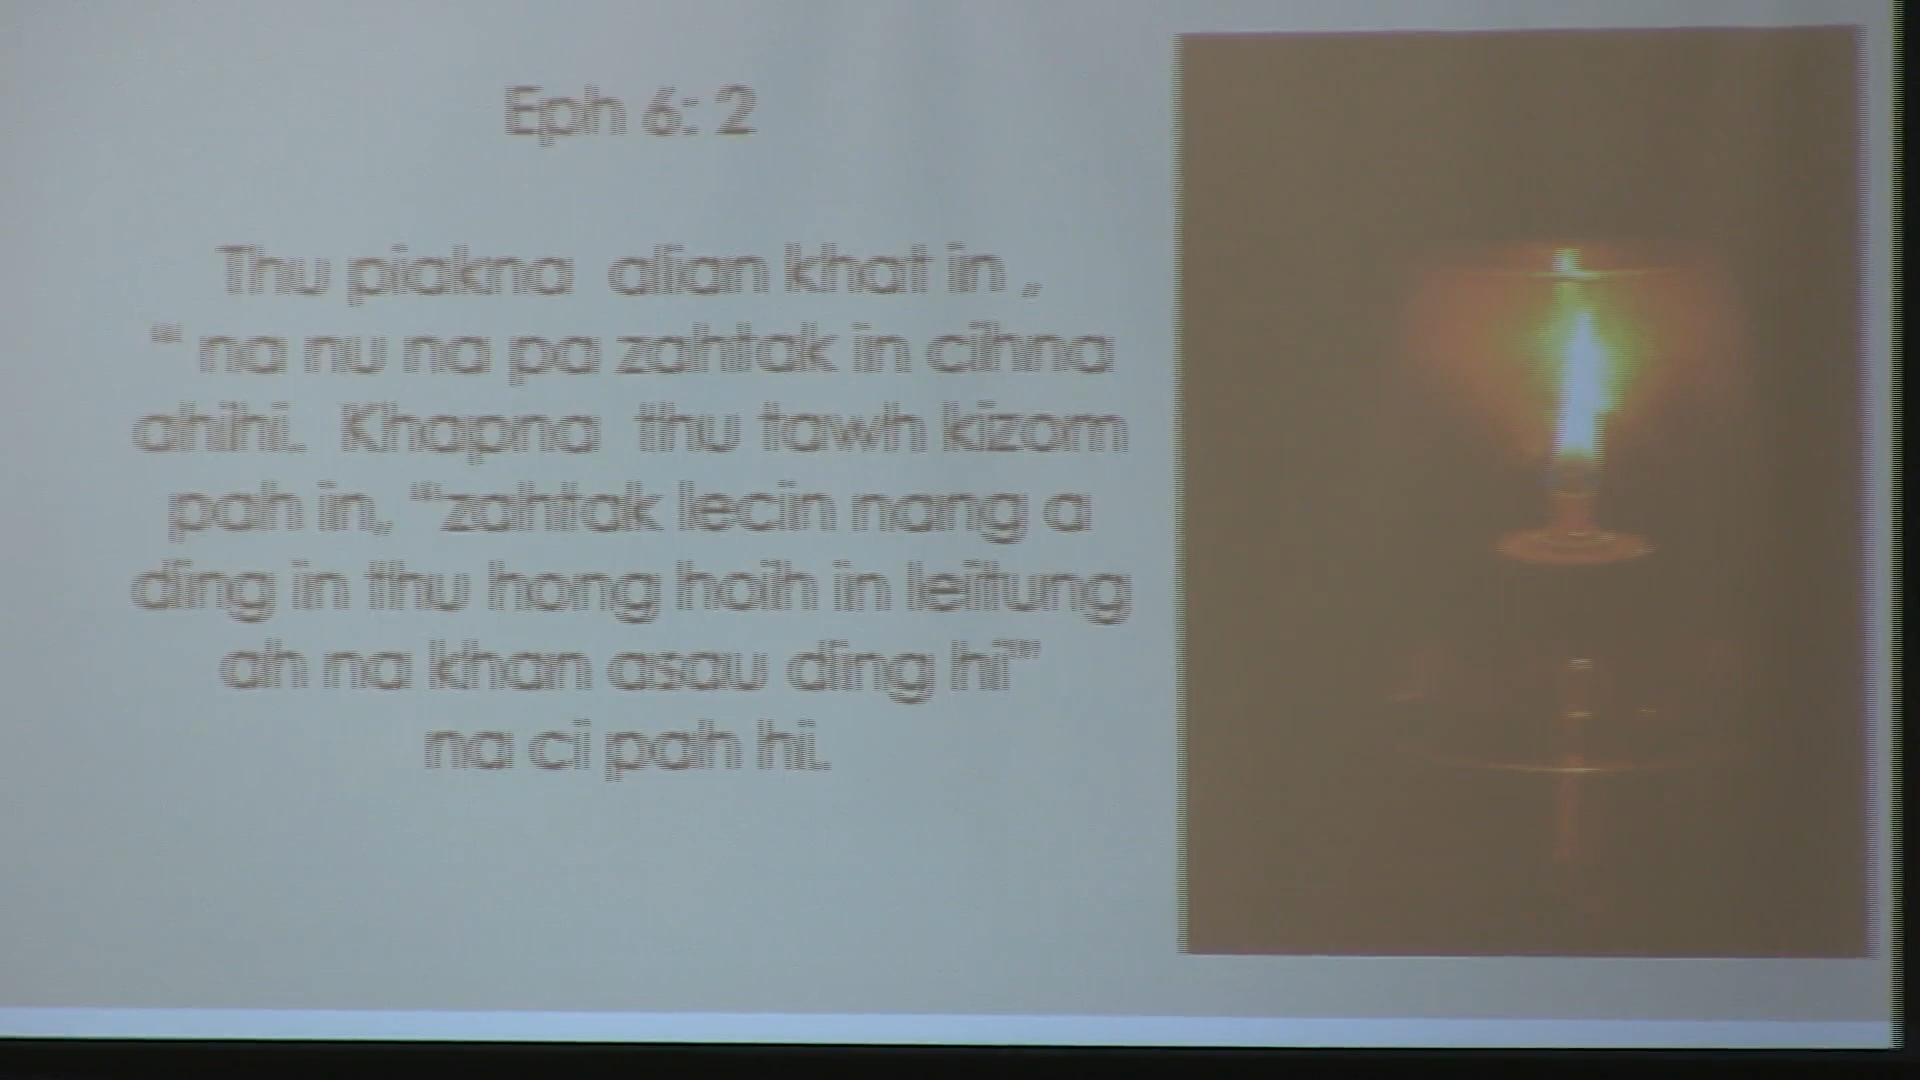 Eph 6: 2
Thu piakna alian khat in ,,
“ na nu na pa zahtak in cihna
ahihi. Khapna thu tawh kizom
pah in, “zahtak lecin nang a
ding in thu hong hoih in leitung
ah na khan asau ding hi”
na ci pah hi.